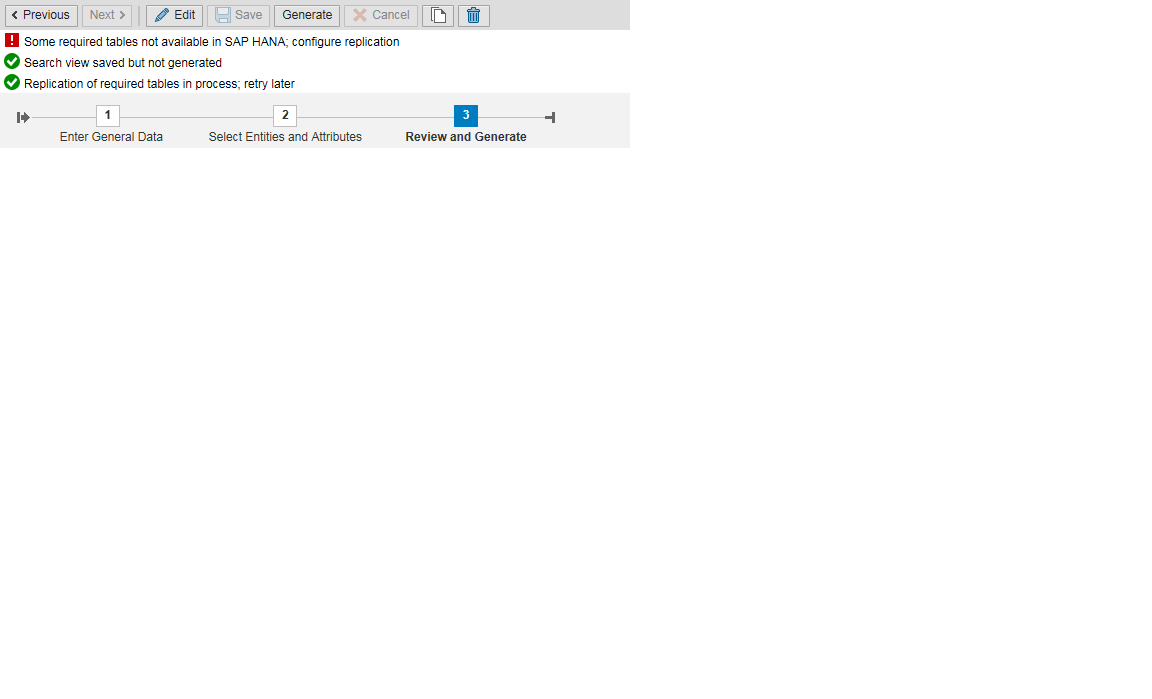 Previous Next Edit Save Generate Cancel
Some required tables not available in SAP HANA; configure replication
Search view saved but not generated
Replication of required tables in process; retry later
1 2 3
Enter General Data Select Entities and Attributes Review and Generate